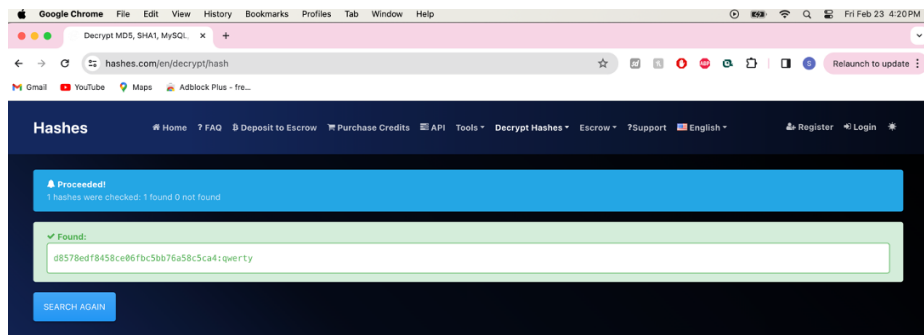 Google Chrome File Edit View History Bookmarks Profiles Tab Window Help Fri Feb 23 4:20 PM
Decrypt MD5, SHA1, MySQL
hashes.com/en/decrypt/hash Relaunch to update
Gmail YouTube Maps Adblock Plus - fre...
Hashes Home ? FAQ Deposit to Escrow Purchase Credits API Tools Decrypt Hashes Escrow ?Support English Register Login
Proceeded!
1 hashes were checked: 1 found 0 not found
Found:
d8578edf8458ce06fbc5bb76a58c5ca4:qwerty
SEARCH AGAIN